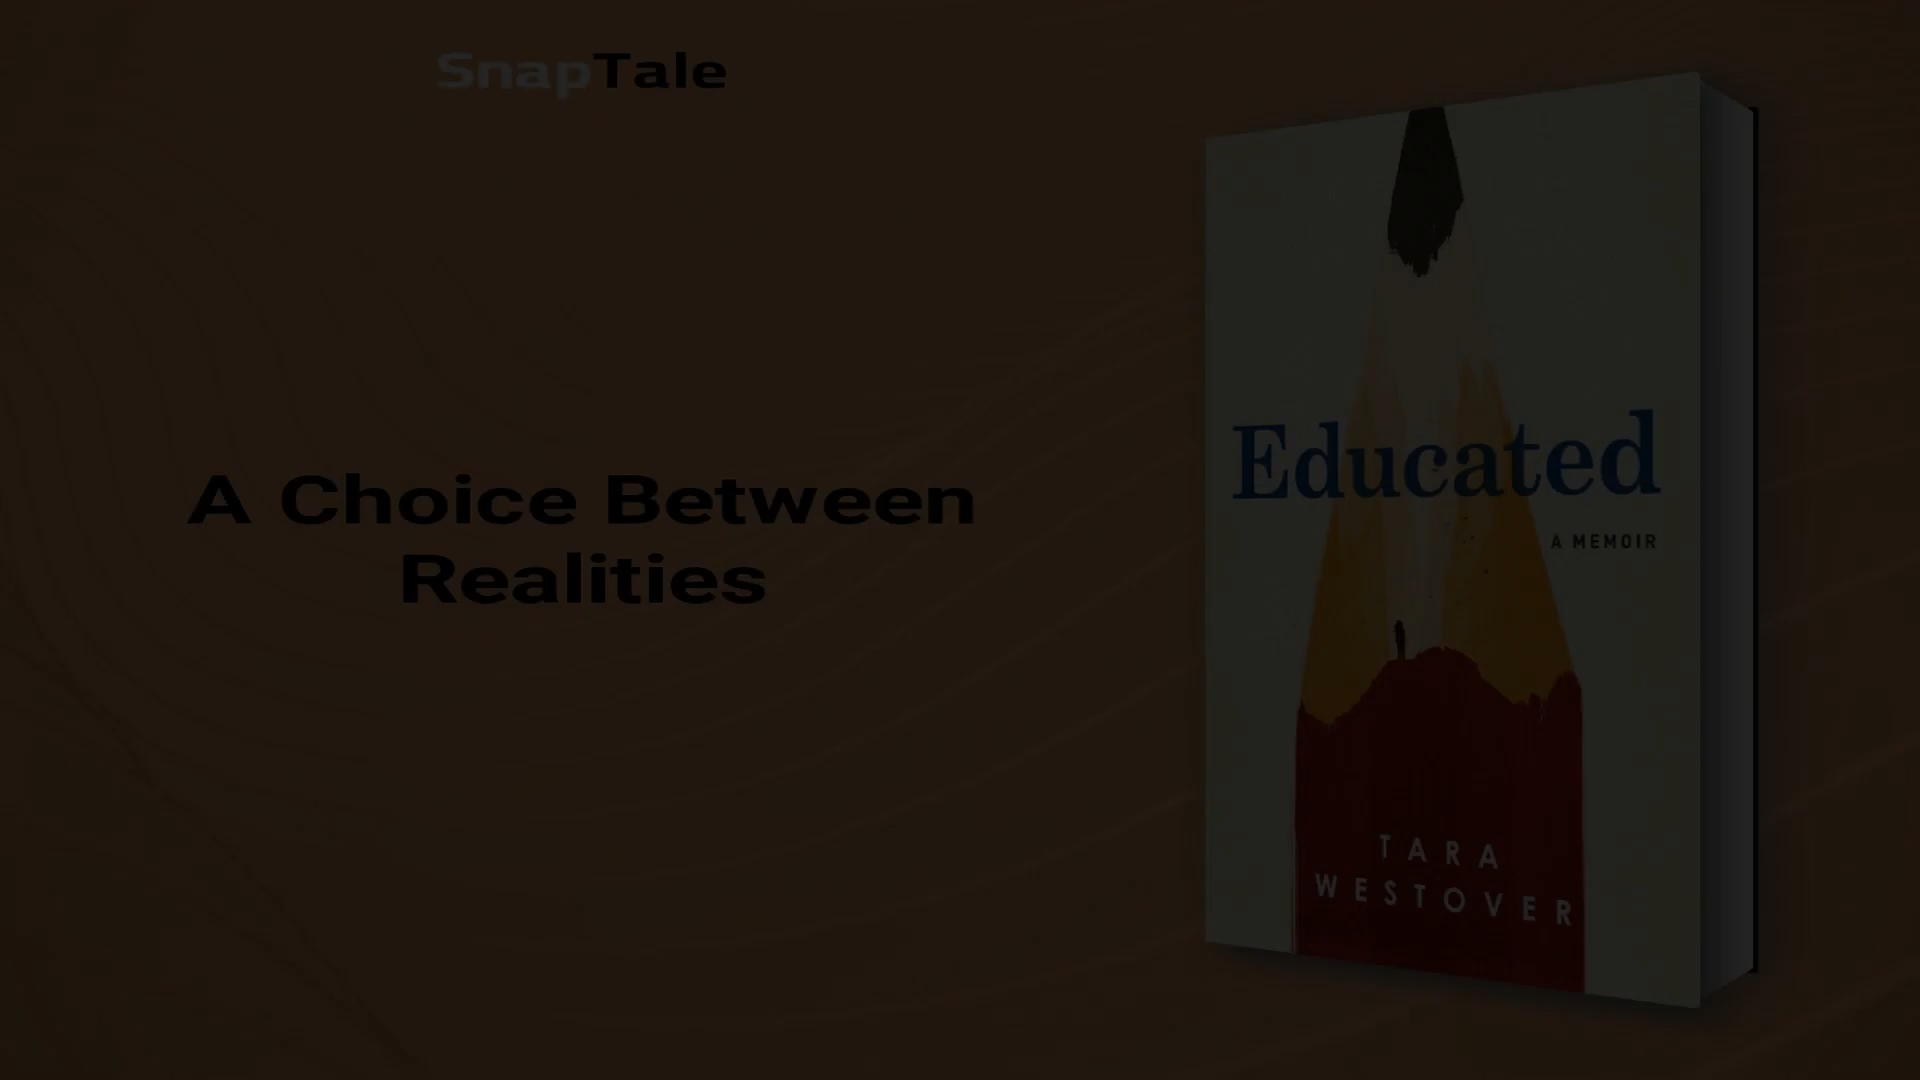 SnapTale
A Choice Between
Realities
Educated
A MEMOIR
TARA
WESTOVER